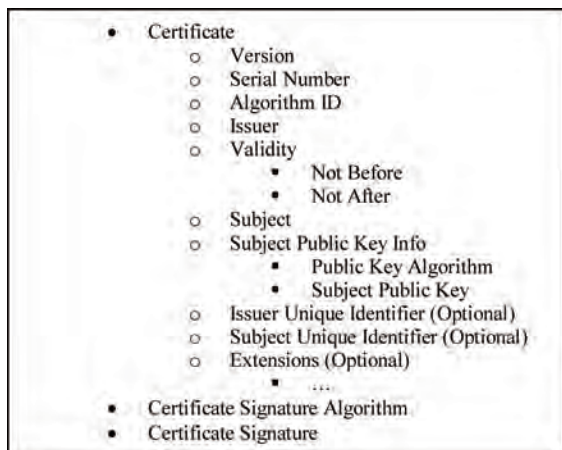 • Certificate
o Version
o Serial Number
o Algorithm ID
o Issuer
o Validity
▪ Not Before
▪ Not After
o Subject
o Subject Public Key Info
▪ Public Key Algorithm
▪ Subject Public Key
o Issuer Unique Identifier (Optional)
o Subject Unique Identifier (Optional)
o Extensions (Optional)
▪ …
• Certificate Signature Algorithm
• Certificate Signature